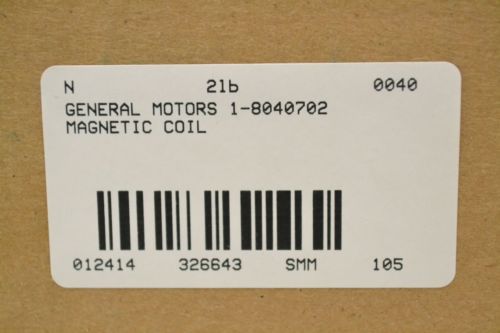 N 21b 0040
GENERAL MOTORS 1-8040702
MAGNETIC COIL
012414 326643 SMM 105